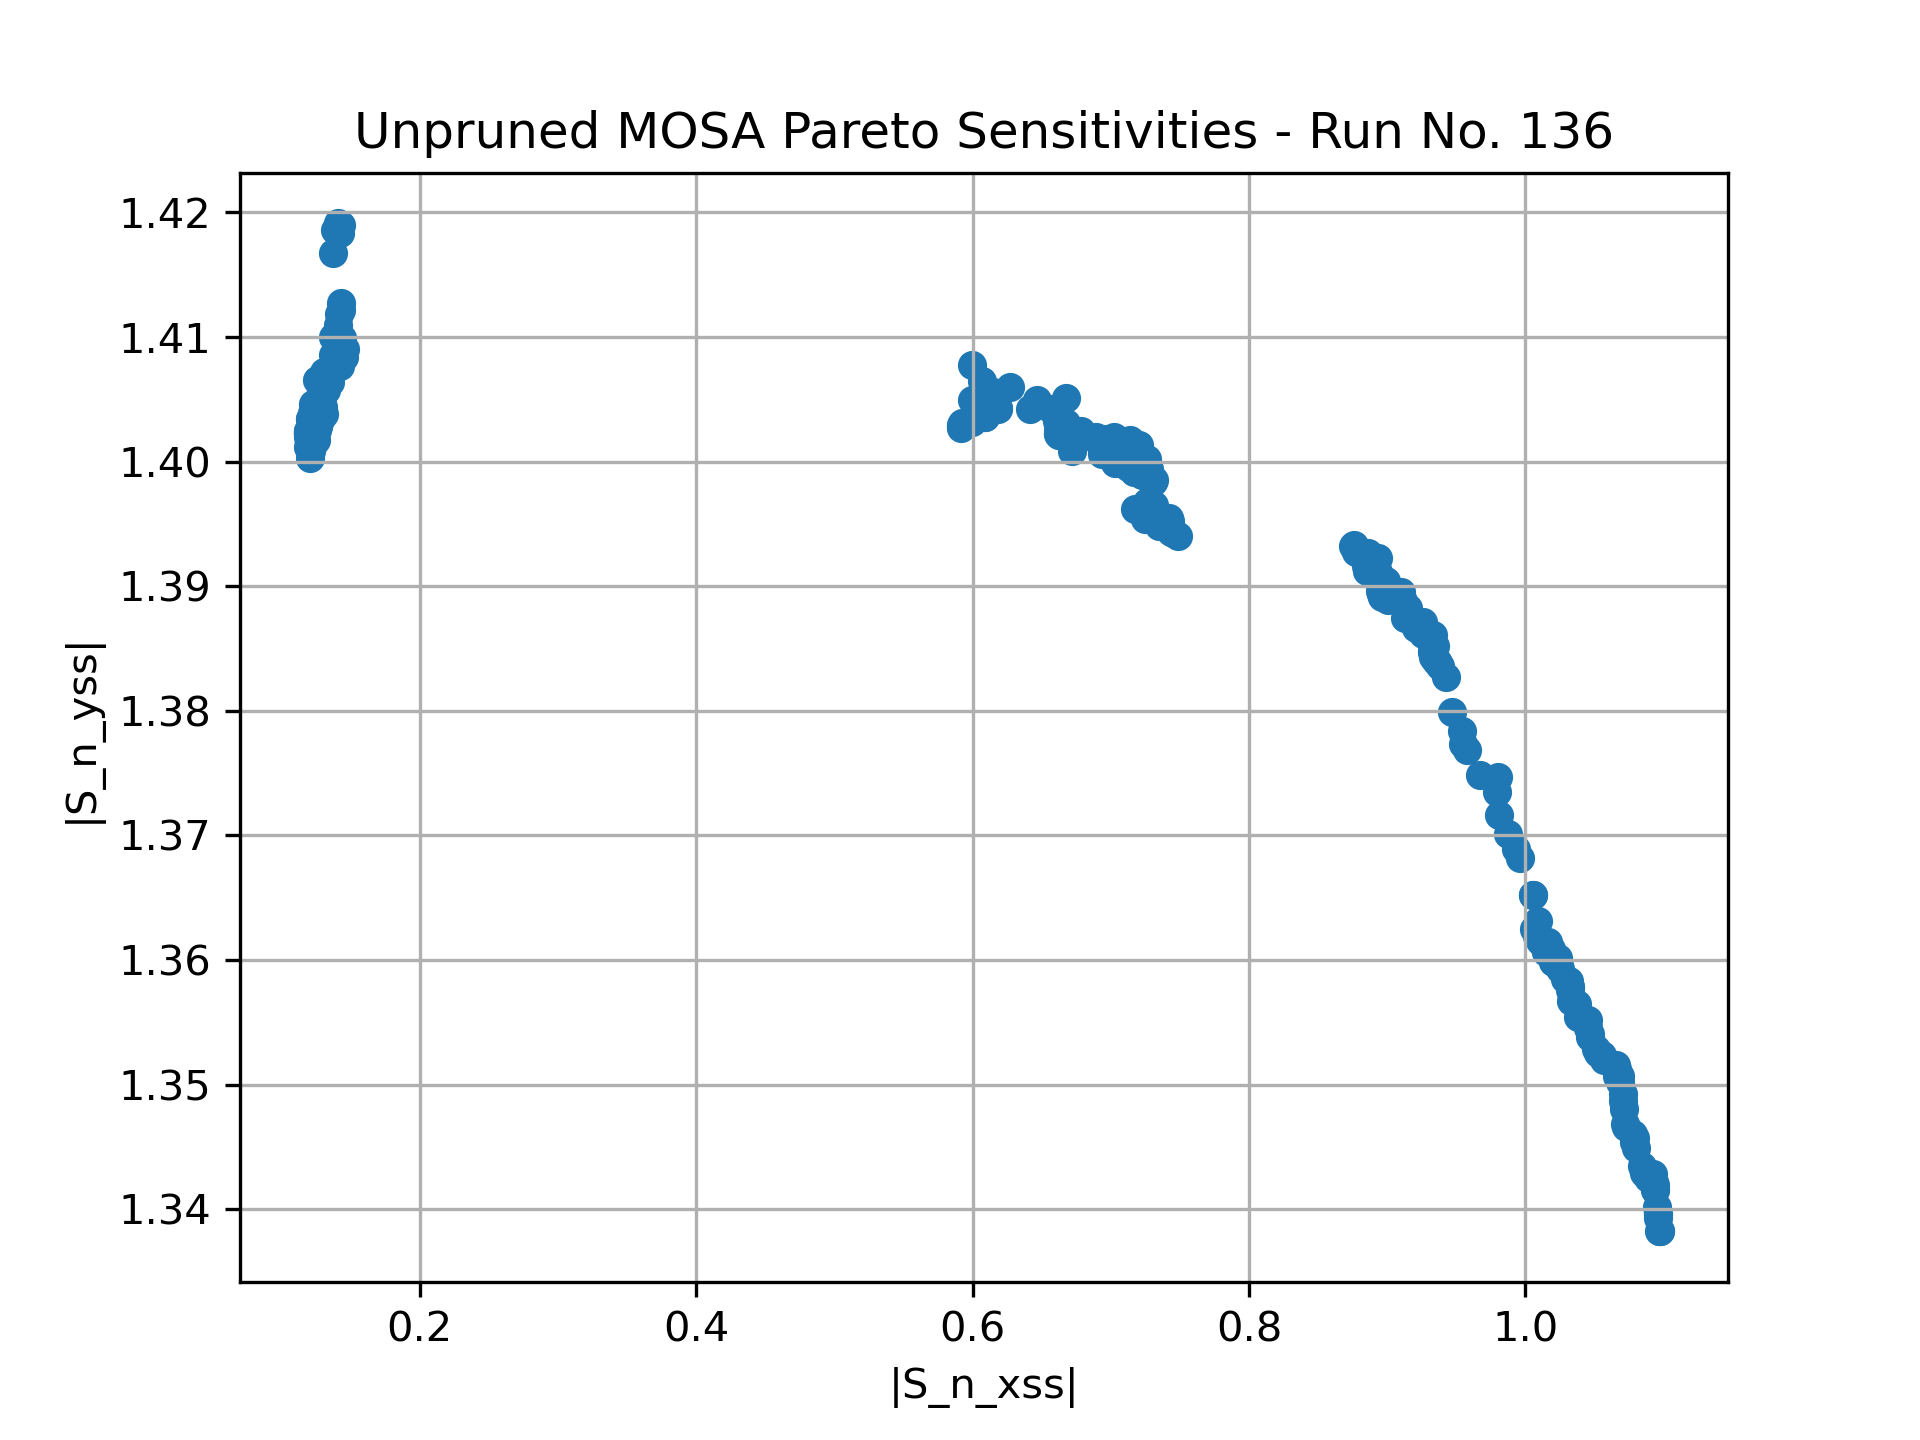 Unpruned MOSA Pareto Sensitivities - Run No. 136
1.42
1.41
1.40
1.39
1.38
1.37
1.36
1.35
1.34
|S_n_yss|
0.2 0.4 0.6 0.8 1.0
|S_n_xss|